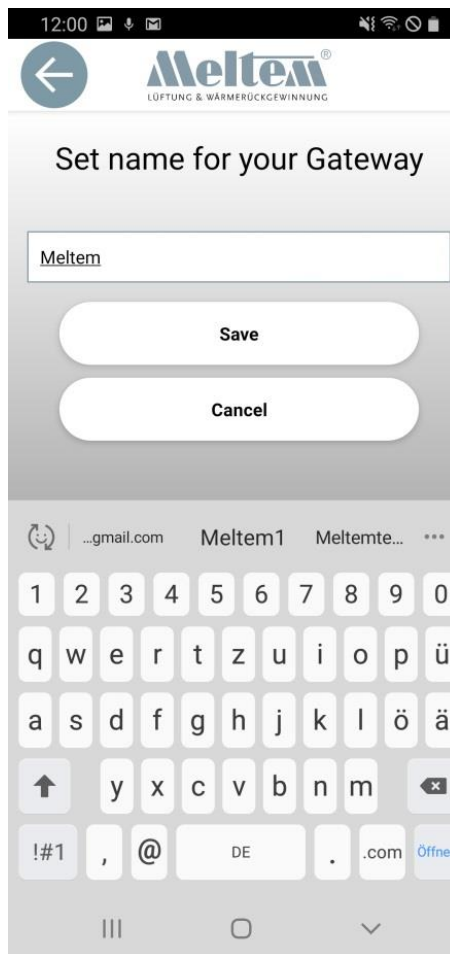 12:00
Meltem®
LÜFTUNG & WÄRMERÜCKGEWINNUNG
Set name for your Gateway
Meltem
Save
Cancel
...gmail.com Meltem1 Meltemte... •••
1 2 3 4 5 6 7 8 9 0
q w e r t z u i o p ü
a s d f g h j k l ö ä
y x c v b n m
!#1 , @ DE . .com Öffne